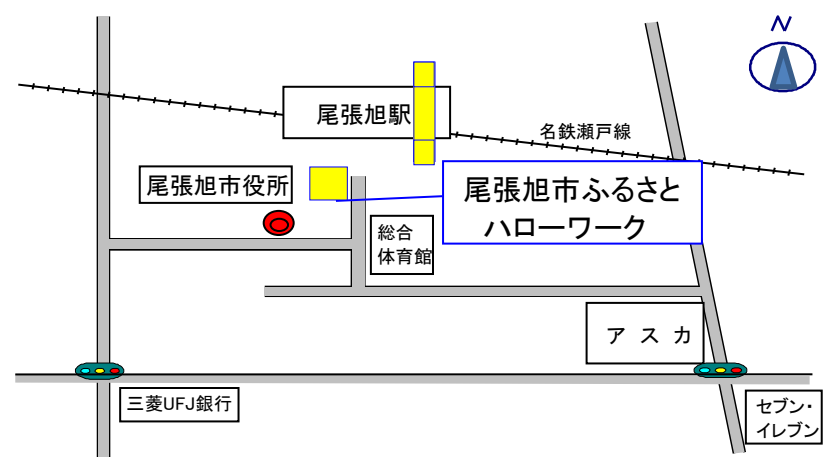 N
尾張旭駅
名鉄瀬戸線
尾張旭市役所
尾張旭市ふるさと
ハローワーク
総合
体育館
アスカ
三菱UFJ銀行
セブン・
イレブン